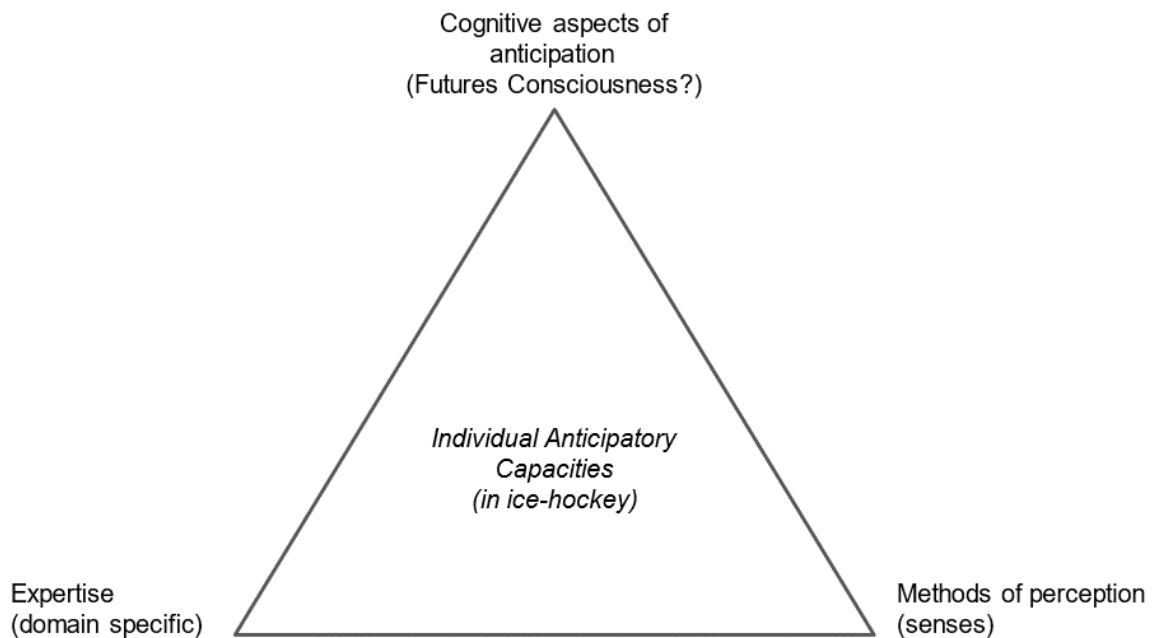 Cognitive aspects of
anticipation
(Futures Consciousness?)
Individual Anticipatory
Capacities
(in ice-hockey)
Expertise
(domain specific)
Methods of perception
(senses)